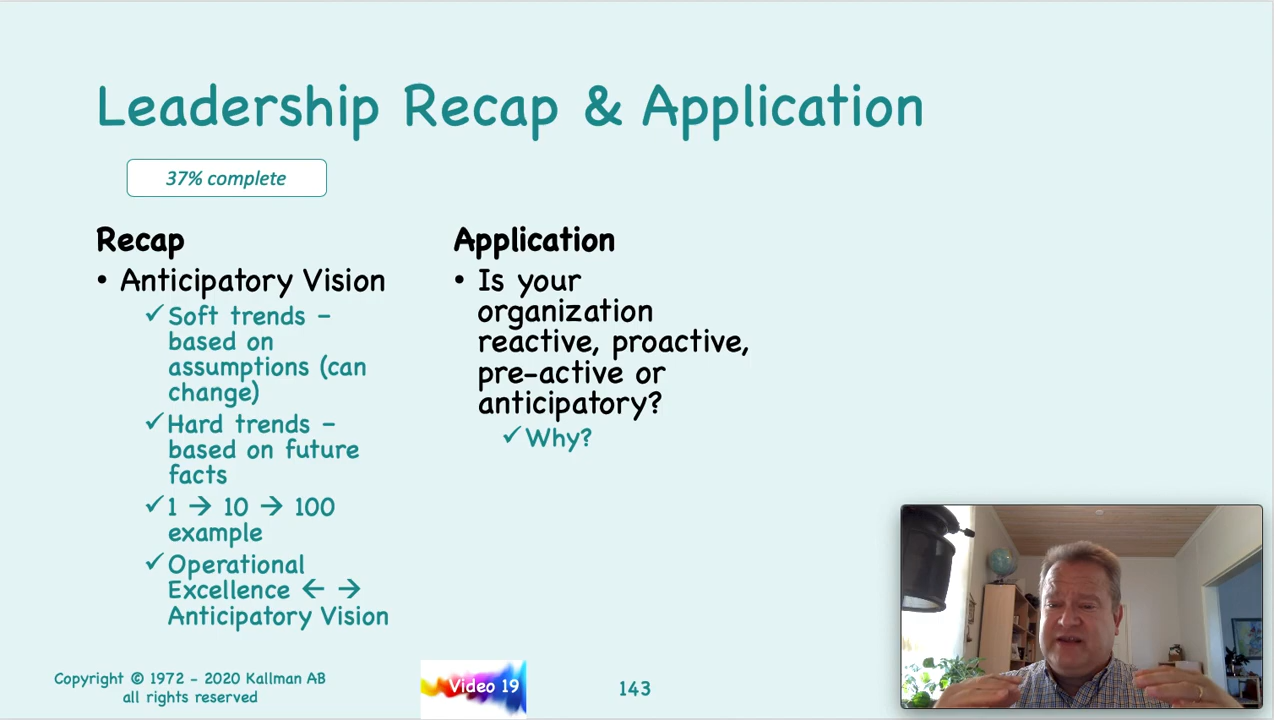 Leadership Recap & Application
37% complete
Recap
• Anticipatory Vision
✓ Soft trends –
based on
assumptions (can
change)
✓ Hard trends –
based on future
facts
✓ 1 → 10 → 100
example
✓ Operational
Excellence ← →
Anticipatory Vision
Application
• Is your
organization
reactive, proactive,
pre-active or
anticipatory?
✓ Why?
Copyright © 1972 - 2020 Kallman AB
all rights reserved
Video 19
143